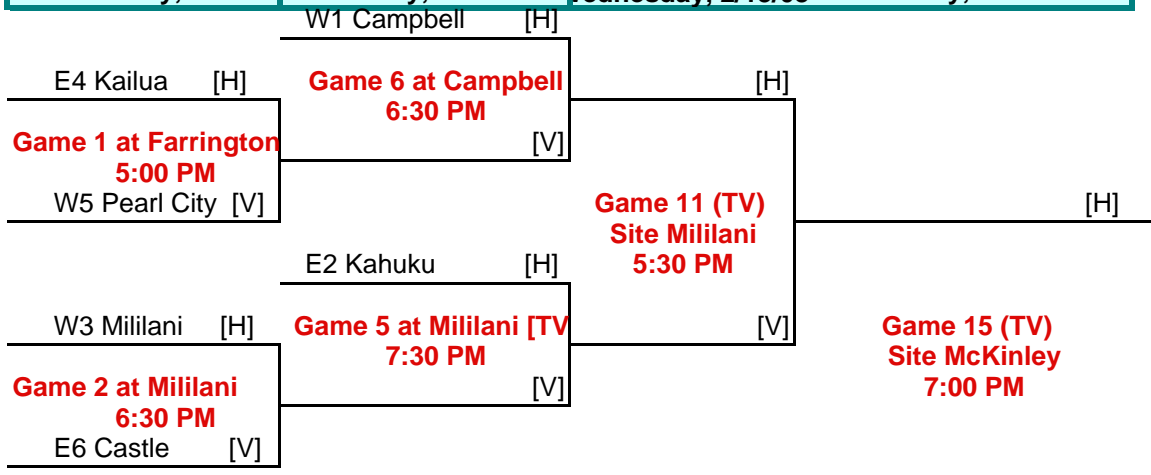 W1 Campbell [H]
E4 Kailua [H]
Game 6 at Campbell
6:30 PM
[H]
Game 1 at Farrington
5:00 PM
[V]
W5 Pearl City [V]
Game 11 (TV)
Site Mililani
5:30 PM
[H]
E2 Kahuku [H]
W3 Mililani [H]
Game 5 at Mililani [TV
7:30 PM
[V]
Game 15 (TV)
Site McKinley
7:00 PM
Game 2 at Mililani
6:30 PM
[V]
E6 Castle [V]